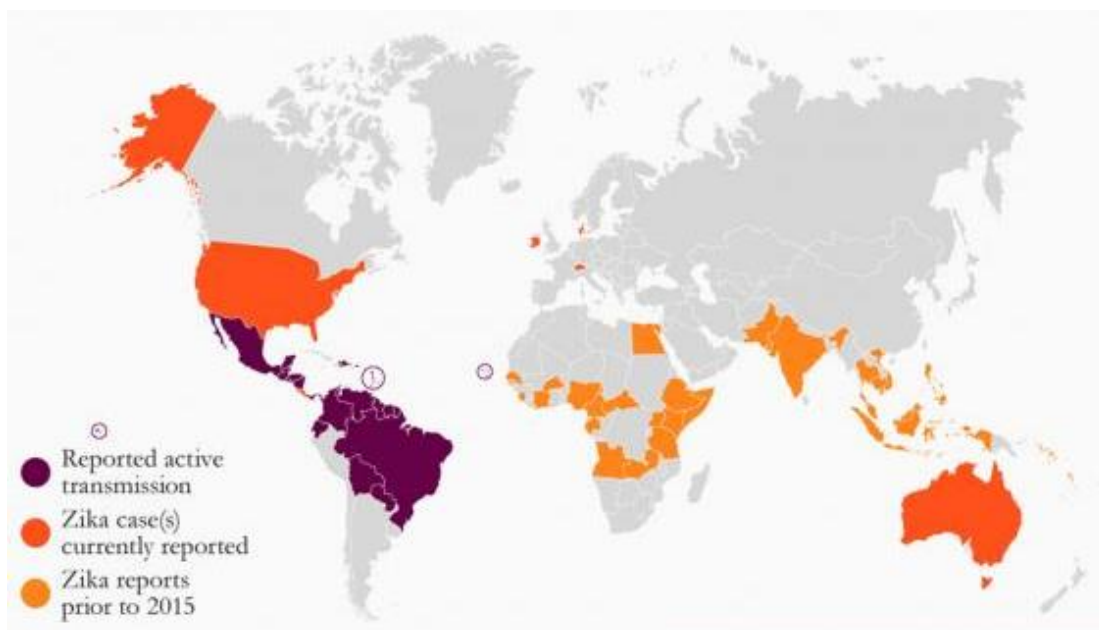 Reported active
transmission
Zika case(s)
currently reported
Zika reports
prior to 2015